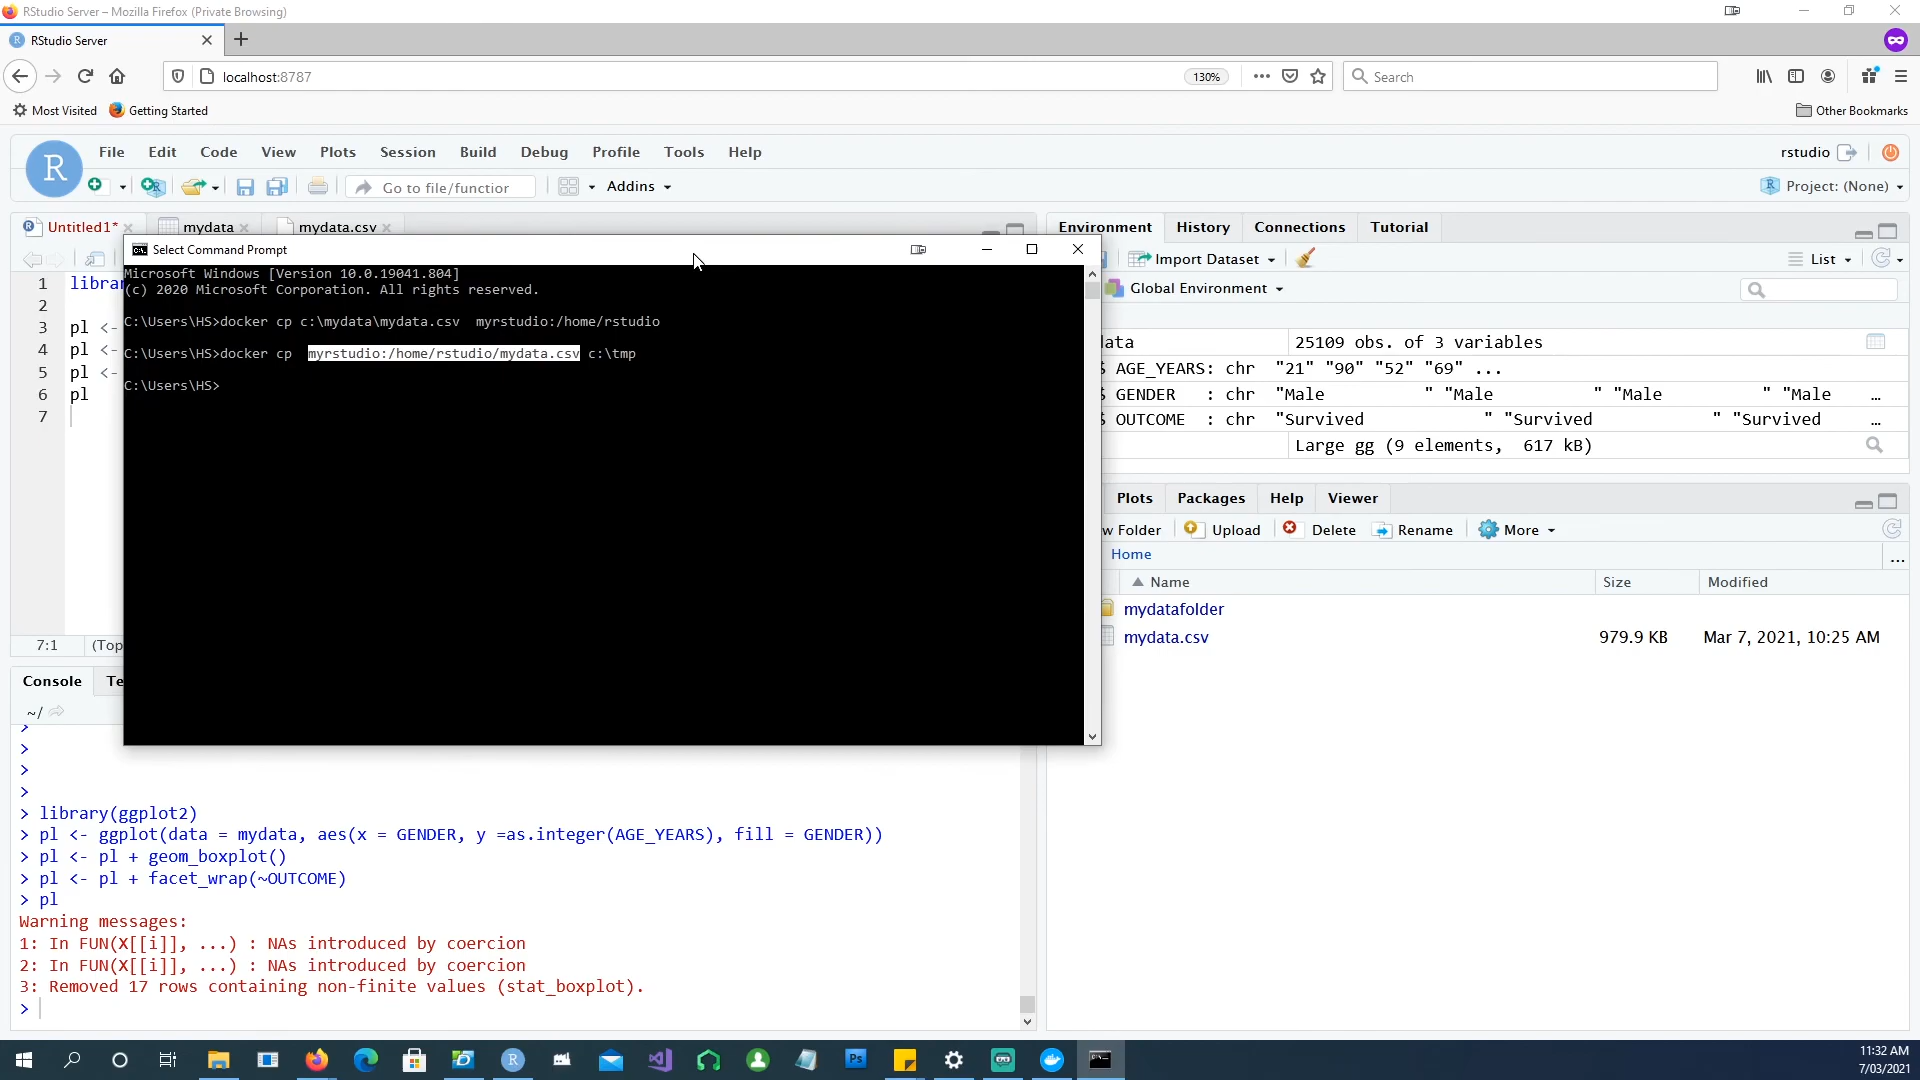 RStudio Server – Mozilla Firefox (Private Browsing)
RStudio Server
localhost:8787
130%
Search
Most Visited
Getting Started
Other Bookmarks
R
File Edit Code View Plots Session Build Debug Profile Tools Help
rstudio
Go to file/function
Addins
Project: (None)
Untitled1*
mydata
mydata.csv
Environment History Connections Tutorial
Select Command Prompt
Import Dataset
List
Global Environment
1
2
3
4
5
6
7
librar
pl <-
pl <-
pl <-
pl
Microsoft Windows [Version 10.0.19041.804]
(c) 2020 Microsoft Corporation. All rights reserved.
C:\Users\HS>docker cp c:\mydata\mydata.csv  myrstudio:/home/rstudio
C:\Users\HS>docker cp  myrstudio:/home/rstudio/mydata.csv c:\tmp
C:\Users\HS>
data 25109 obs. of 3 variables
$ AGE_YEARS: chr "21" "90" "52" "69" ...
$ GENDER : chr "Male " "Male " "Male " "Male …
$ OUTCOME : chr "Survived " "Survived " "Survived …
Large gg (9 elements, 617 kB)
Plots Packages Help Viewer
w Folder Upload Delete Rename More
Home
...
Name Size Modified
mydatafolder
mydata.csv 979.9 KB Mar 7, 2021, 10:25 AM
7:1 (Top
Console Te
~/
>
>
>
>
> library(ggplot2)
> pl <- ggplot(data = mydata, aes(x = GENDER, y =as.integer(AGE_YEARS), fill = GENDER))
> pl <- pl + geom_boxplot()
> pl <- pl + facet_wrap(~OUTCOME)
> pl
Warning messages:
1: In FUN(X[[i]], ...) : NAs introduced by coercion
2: In FUN(X[[i]], ...) : NAs introduced by coercion
3: Removed 17 rows containing non-finite values (stat_boxplot).
>
R
Ps
11:32 AM
7/03/2021